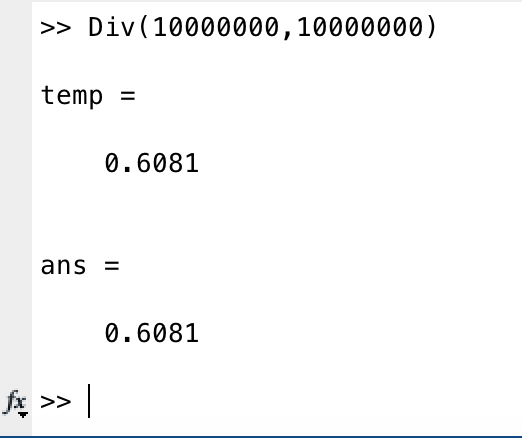 >> Div(10000000,10000000)
temp =
0.6081
ans =
0.6081
fx >>